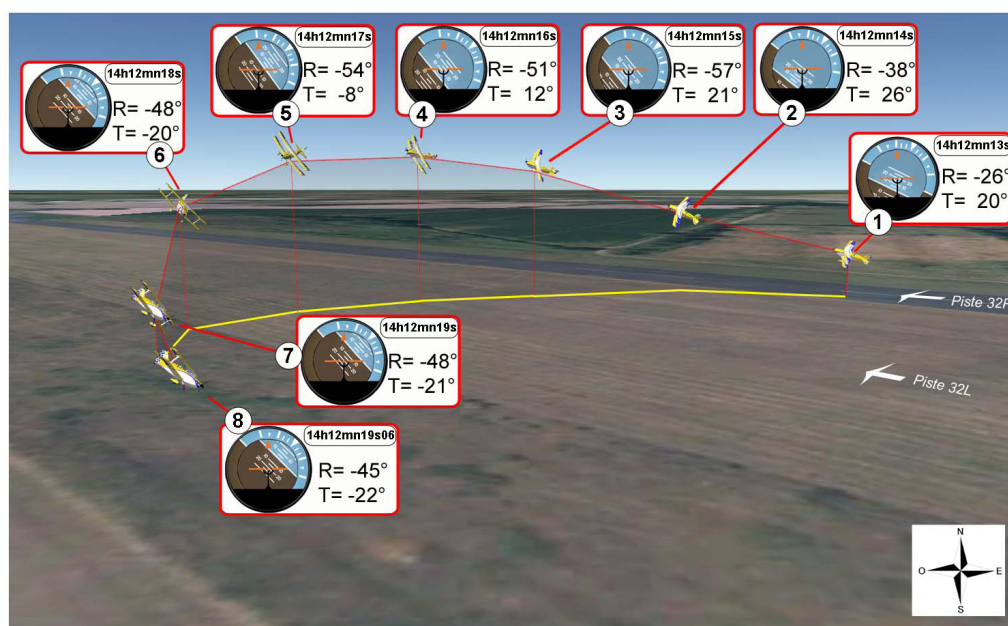 14h12mn18s
R= -48°
T= -20°
6
14h12mn17s
R= -54°
T= -8°
5
14h12mn16s
R= -51°
T= 12°
4
14h12mn15s
R= -57°
T= 21°
3
14h12mn14s
R= -38°
T= 26°
2
14h12mn13s
R= -26°
T= 20°
1
Piste 32R
Piste 32L
14h12mn19s
R= -48°
T= -21°
7
8
14h12mn19s06
R= -45°
T= -22°
N
O
E
S